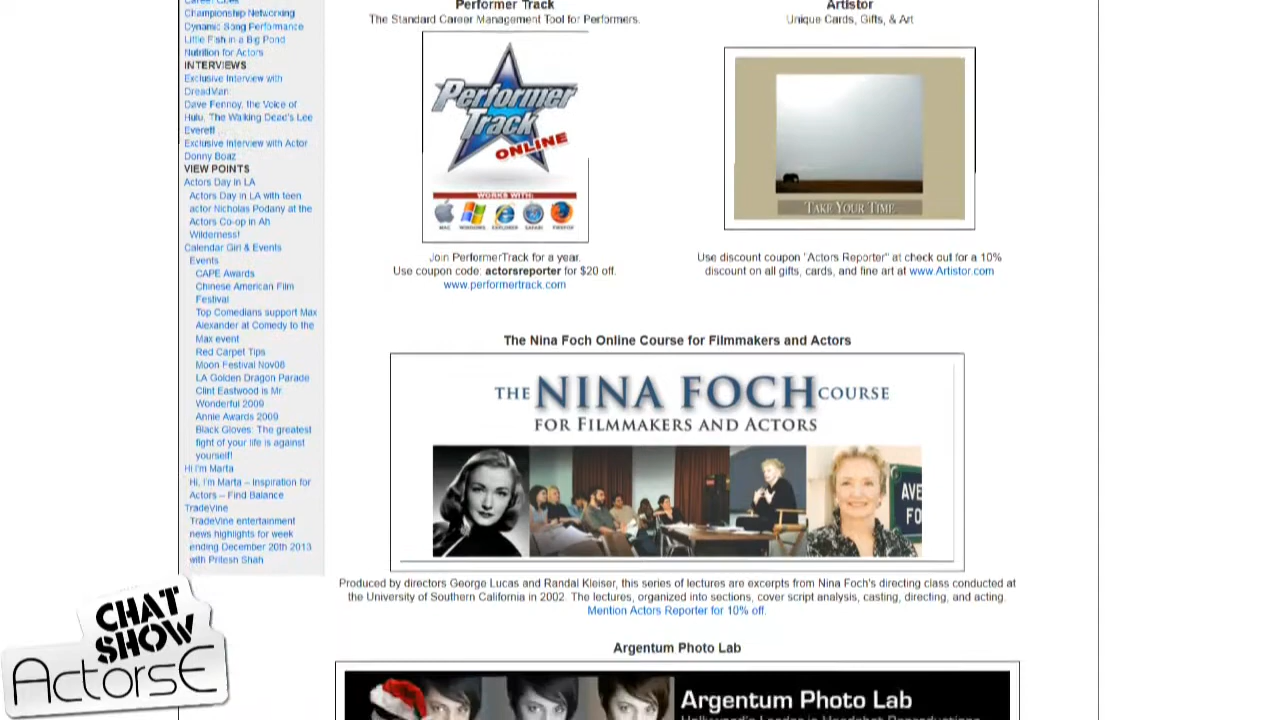 Career Coes
Championship Networking
Dynamic Song Performance
Little Fish in a Big Pond
Nutrition for Actors
INTERVIEWS
Exclusive Interview with
DreadVan
Dave Fennoy, the Voice of
Hulu, The Walking Dead's Lee
Everett
Exclusive Interview with Actor
Donny Boaz
VIEW POINTS
Actors Day in LA
Actors Day in LA with teen
actor Nicholas Podany at the
Actors Co-op in Ah
Wilderness!
Calendar Girl & Events
Events
CAPE Awards
Chinese American Film
Festival
Top Comedians support Max
Alexander at Comedy to the
Max event
Red Carpet Tips
Moon Festival Nov08
LA Golden Dragon Parade
Clint Eastwood is Mr.
Wonderful 2009
Annie Awards 2009
Black Gloves: The greatest
fight of your life is against
yourself!
Hi I'm Marta
Hi, I'm Marta – Inspiration for
Actors – Find Balance
TradeVine
TradeVine entertainment
news highlights for week
ending December 20th 2013
with Pritesh Shah
Performer Track
The Standard Career Management Tool for Performers.
Performer
Track
ONLINE
WORKS WITH:
MAC WINDOWS EXPLORER SAFARI FIREFOX
Join PerformerTrack for a year.
Use coupon code: actorsreporter for $20 off.
www.performertrack.com
Artistor
Unique Cards, Gifts, & Art
TAKE YOUR TIME
Use discount coupon "Actors Reporter" at check out for a 10%
discount on all gifts, cards, and fine art at www.Artistor.com
The Nina Foch Online Course for Filmmakers and Actors
THE NINA FOCH COURSE
FOR FILMMAKERS AND ACTORS
AVE
FO
Produced by directors George Lucas and Randal Kleiser, this series of lectures are excerpts from Nina Foch's directing class conducted at
the University of Southern California in 2002. The lectures, organized into sections, cover script analysis, casting, directing, and acting.
Mention Actors Reporter for 10% off.
Argentum Photo Lab
Argentum Photo Lab
CHAT
SHOW
ActorsE